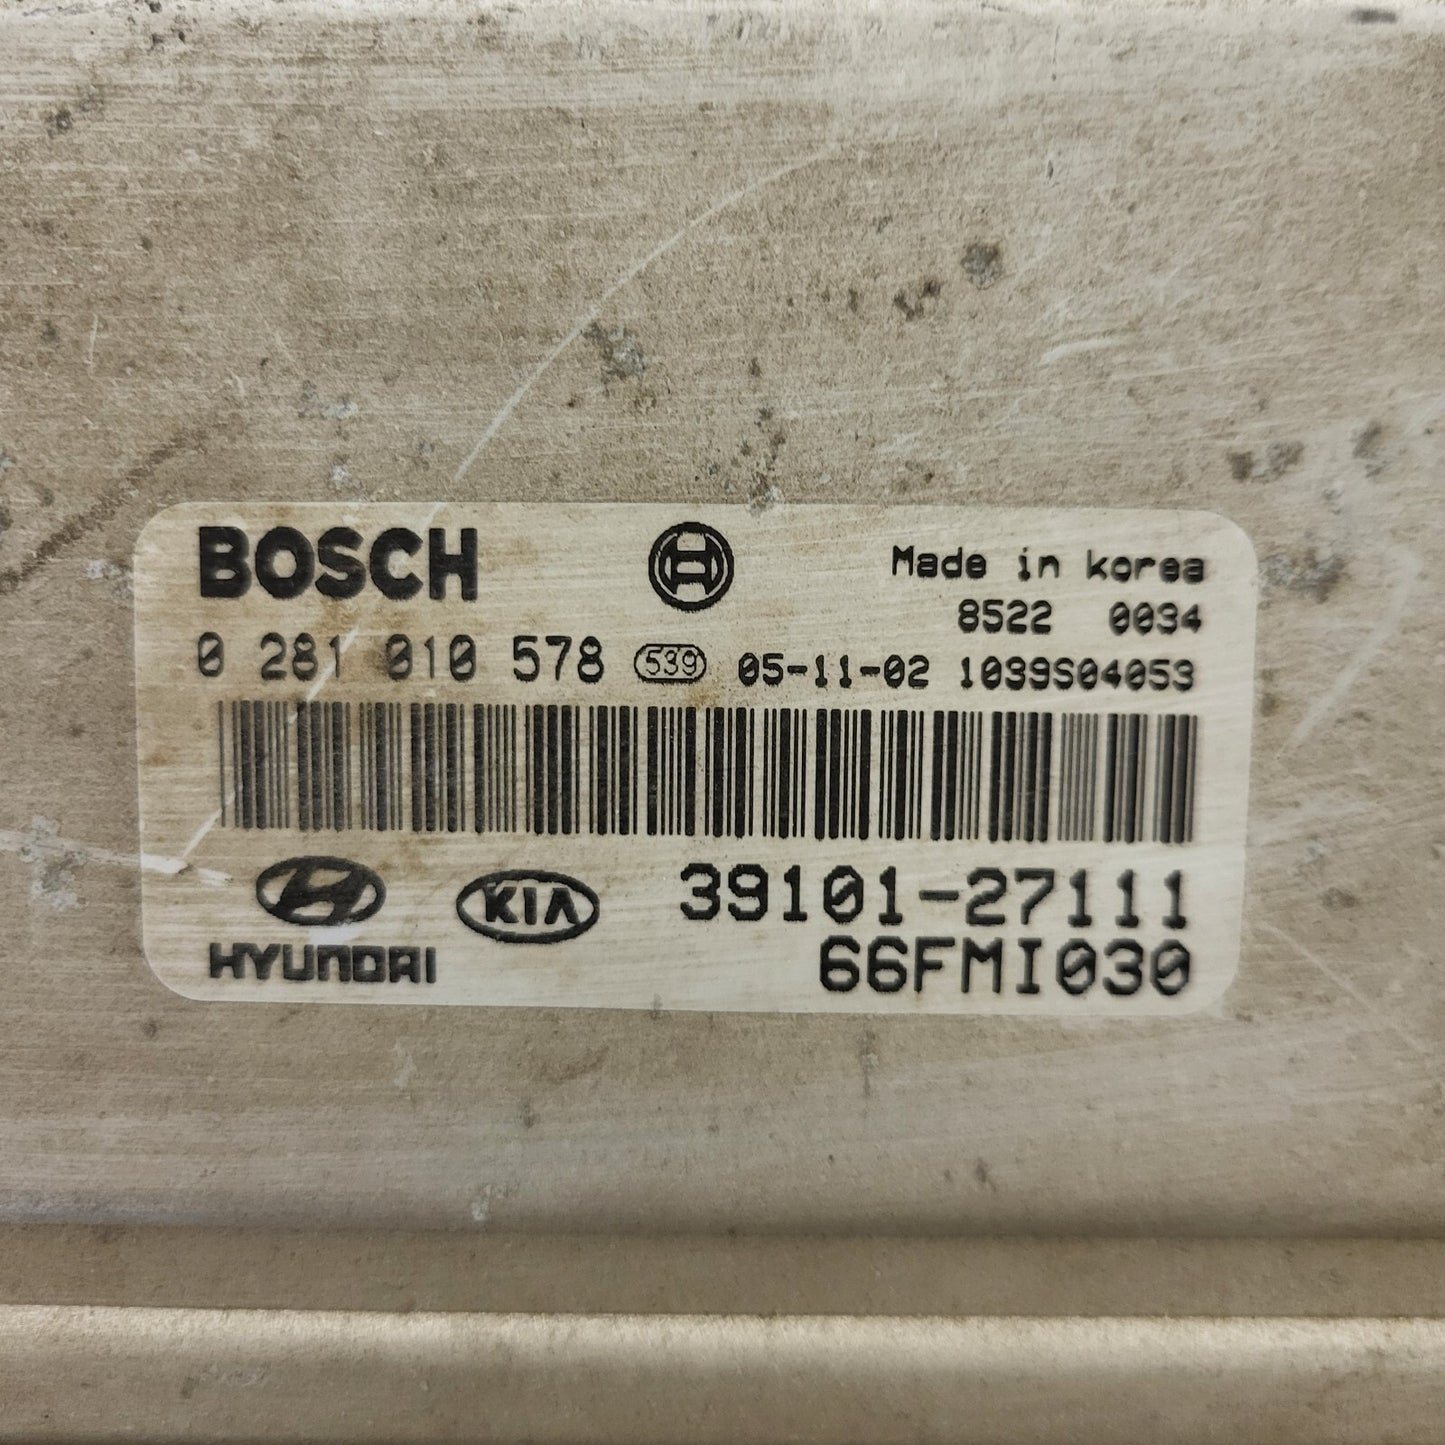 BOSCH
Made in korea
8522 0034
0 281 010 578 539 05-11-02 1039S04053
HYUNDAI
KIA
39101-27111
66FMI030